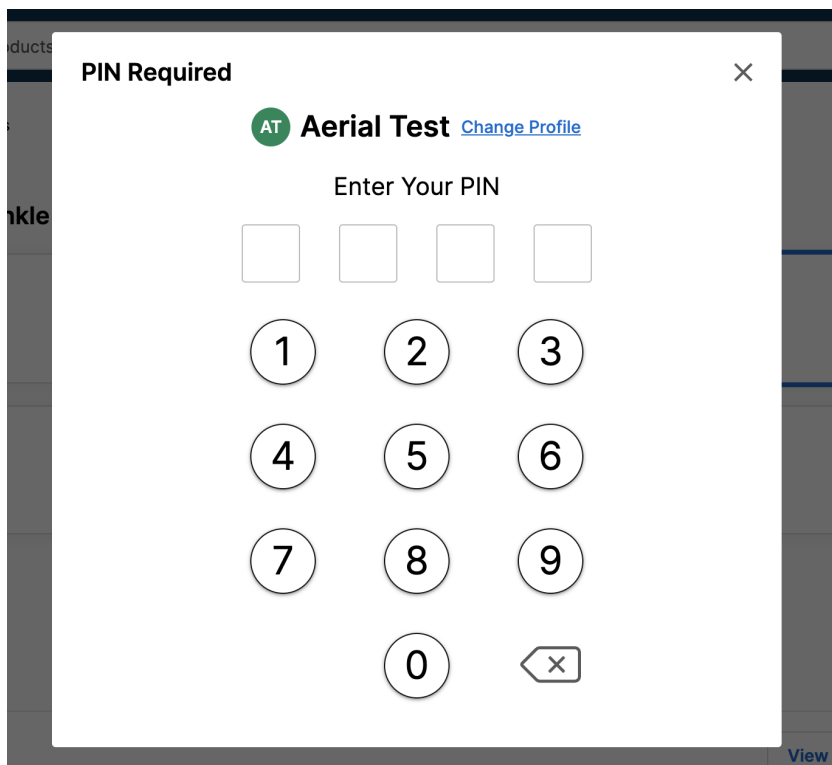 oducts
PIN Required
s
AT Aerial Test Change Profile
Enter Your PIN
nkle
1 2 3
4 5 6
7 8 9
0
View